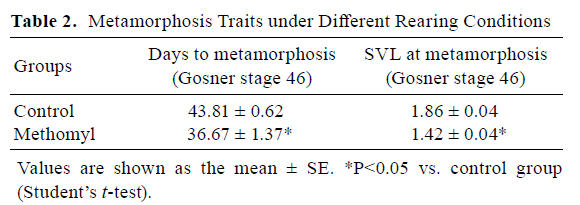 Table 2. Metamorphosis Traits under Different Rearing Conditions
Groups Days to metamorphosis (Gosner stage 46) SVL at metamorphosis (Gosner stage 46)
Control 43.81 ± 0.62 1.86 ± 0.04
Methomyl 36.67 ± 1.37* 1.42 ± 0.04*
Values are shown as the mean ± SE. *P<0.05 vs. control group
(Student’s t-test).